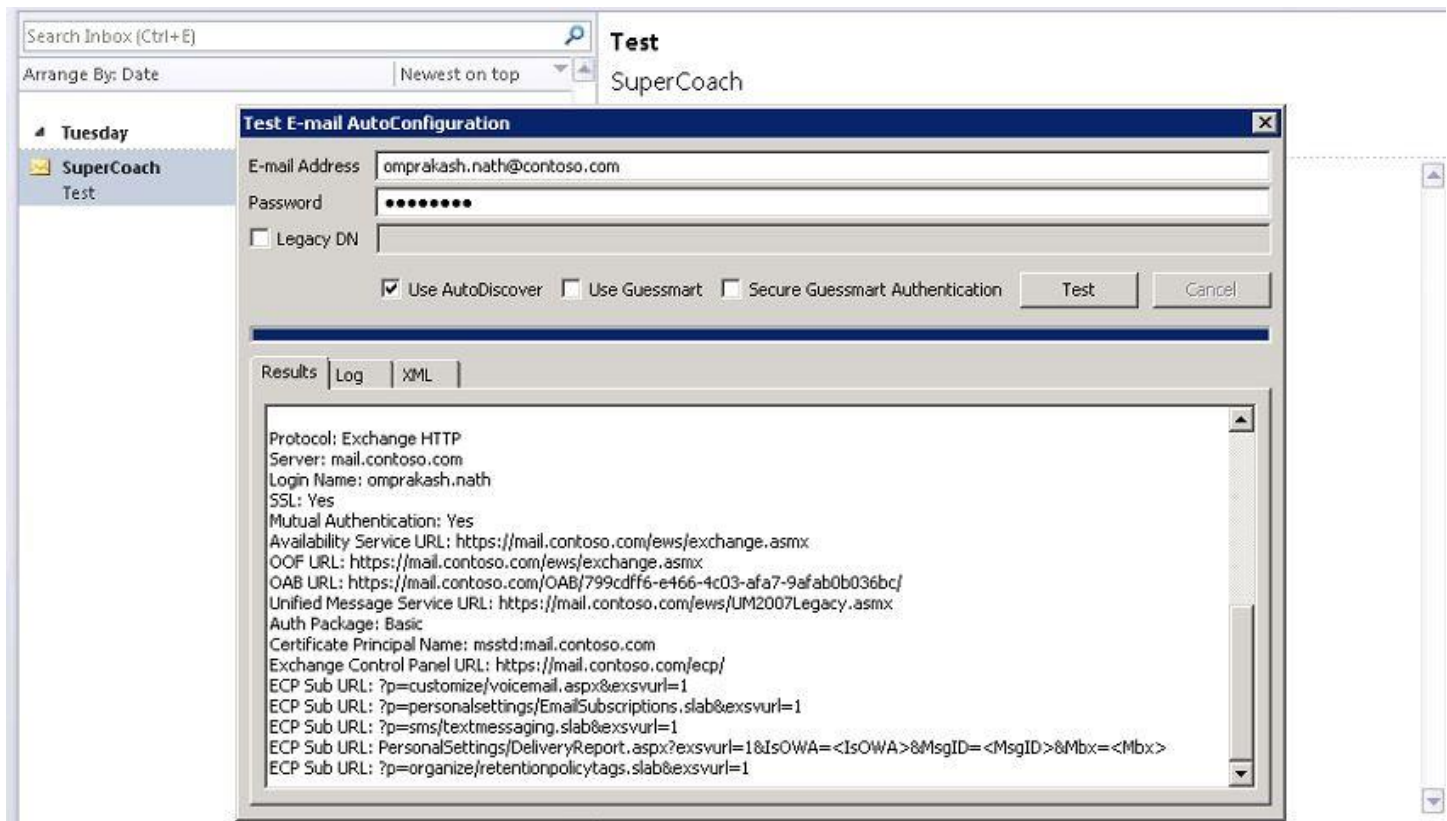 Search Inbox (Ctrl+E)
Arrange By: Date
Newest on top
Tuesday
SuperCoach
Test
Test
SuperCoach
Test E-mail AutoConfiguration
E-mail Address omprakash.nath@contoso.com
Password ••••••••
Legacy DN
Use AutoDiscover Use Guessmart Secure Guessmart Authentication Test Cancel
Results Log XML
Protocol: Exchange HTTP
Server: mail.contoso.com
Login Name: omprakash.nath
SSL: Yes
Mutual Authentication: Yes
Availability Service URL: https://mail.contoso.com/ews/exchange.asmx
OOF URL: https://mail.contoso.com/ews/exchange.asmx
OAB URL: https://mail.contoso.com/OAB/799cdff6-e466-4c03-afa7-9afab0b036bc/
Unified Message Service URL: https://mail.contoso.com/ews/UM2007Legacy.asmx
Auth Package: Basic
Certificate Principal Name: msstd:mail.contoso.com
Exchange Control Panel URL: https://mail.contoso.com/ecp/
ECP Sub URL: ?p=customize/voicemail.aspx&exsvurl=1
ECP Sub URL: ?p=personalsettings/EmailSubscriptions.slab&exsvurl=1
ECP Sub URL: ?p=sms/textmessaging.slab&exsvurl=1
ECP Sub URL: PersonalSettings/DeliveryReport.aspx?exsvurl=1&IsOWA=<IsOWA>&MsgID=<MsgID>&Mbx=<Mbx>
ECP Sub URL: ?p=organize/retentionpolicytags.slab&exsvurl=1